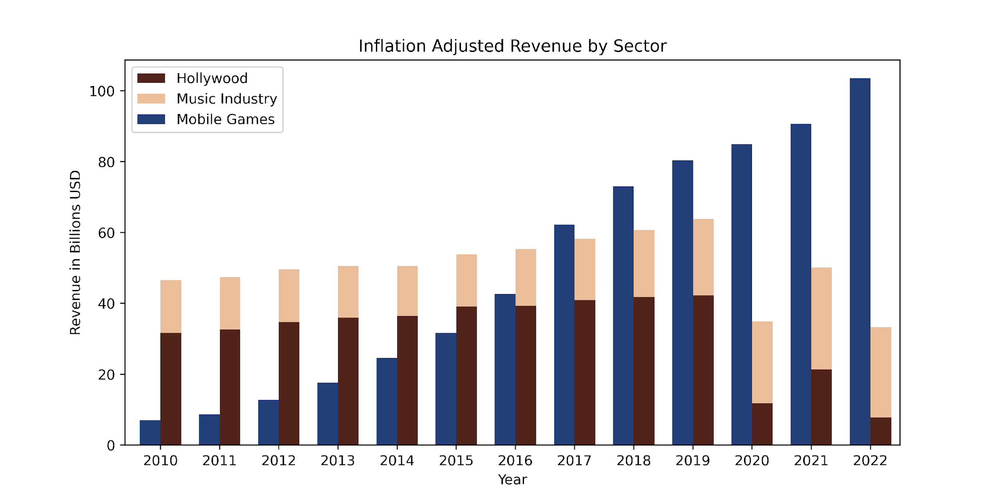 Inflation Adjusted Revenue by Sector
Hollywood
Music Industry
Mobile Games
Revenue in Billions USD
100
80
60
40
20
0
2010 2011 2012 2013 2014 2015 2016 2017 2018 2019 2020 2021 2022
Year